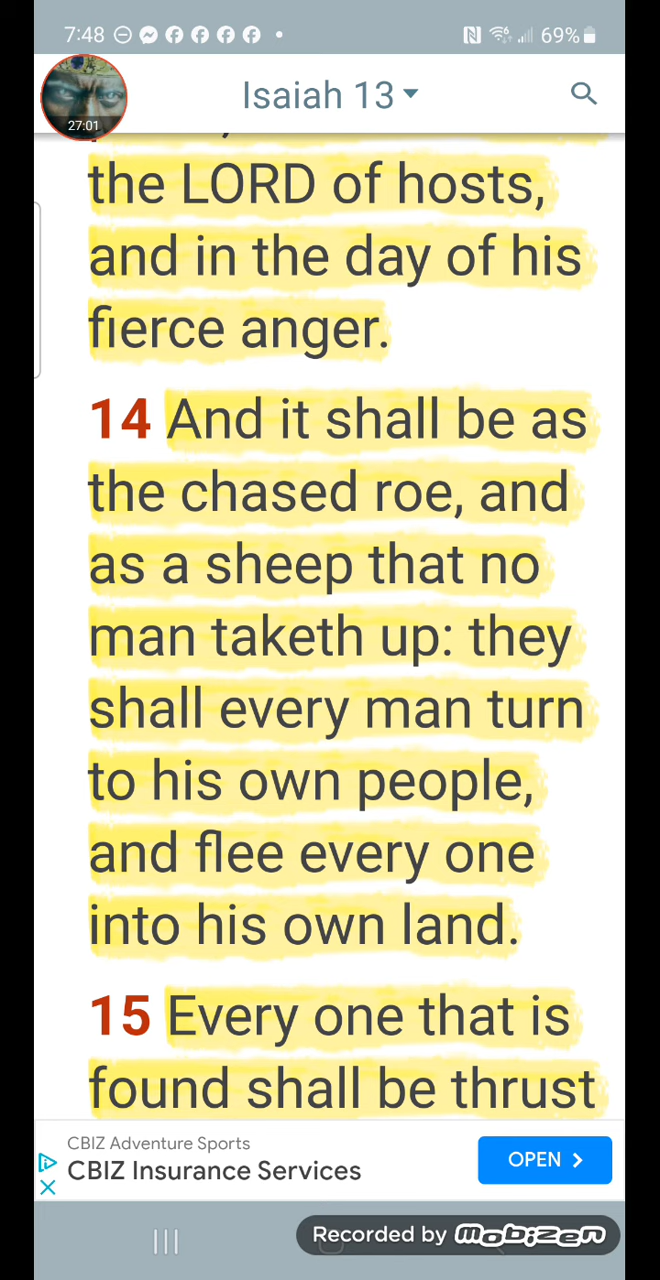 7:48
69%
27:01
Isaiah 13
the LORD of hosts,
and in the day of his
fierce anger.
14 And it shall be as
the chased roe, and
as a sheep that no
man taketh up: they
shall every man turn
to his own people,
and flee every one
into his own land.
15 Every one that is
found shall be thrust
CBIZ Adventure Sports
CBIZ Insurance Services
OPEN
Recorded by Mobizen